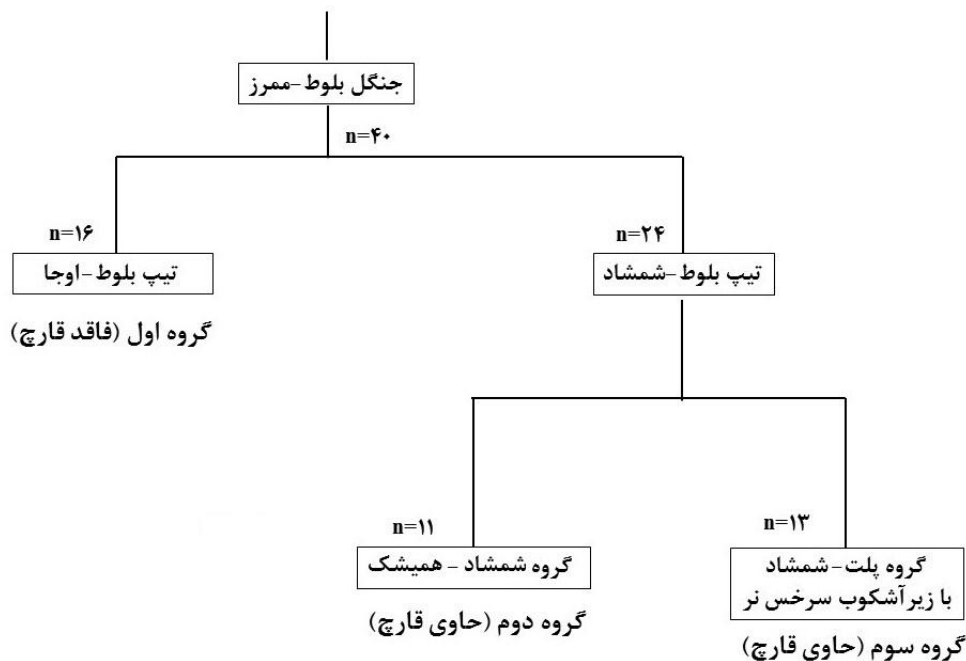 جنگل بلوط-ممرز
n=۴۰
n=۱۶
n=۲۴
تیپ بلوط-اوجا
تیپ بلوط-شمشاد
گروه اول (فاقد قارچ)
n=۱۱
n=۱۳
گروه شمشاد - همیشک
گروه پلت-شمشاد
با زیرآشکوب سرخس نر
گروه دوم (حاوی قارچ)
گروه سوم (حاوی قارچ)